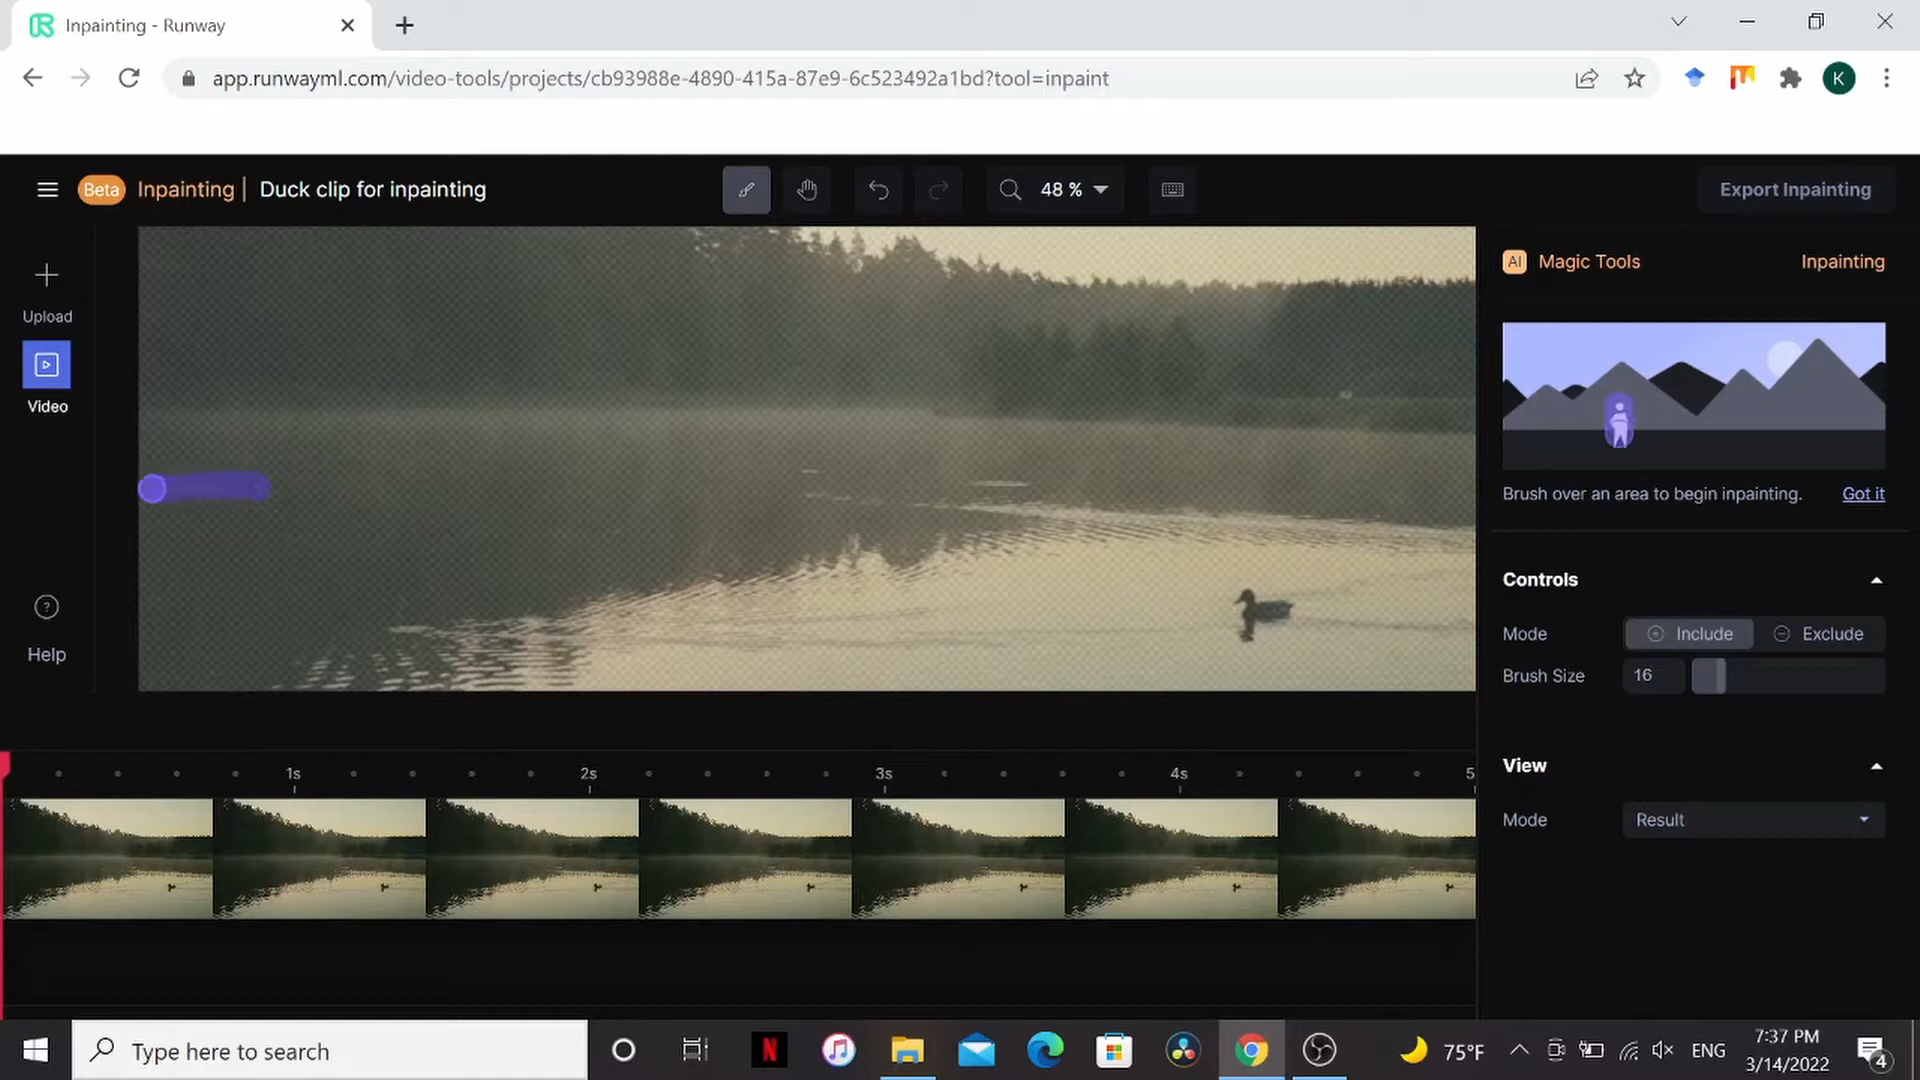 Inpainting - Runway
app.runwayml.com/video-tools/projects/cb93988e-4890-415a-87e9-6c523492a1bd?tool=inpaint
K
Beta Inpainting | Duck clip for inpainting
48 %
Export Inpainting
Upload
Video
Help
AI Magic Tools Inpainting
Brush over an area to begin inpainting. Got it
Controls
Mode Include Exclude
Brush Size 16
View
Mode Result
1s 2s 3s 4s 5
Type here to search
N
75°F
ENG
7:37 PM
3/14/2022
4